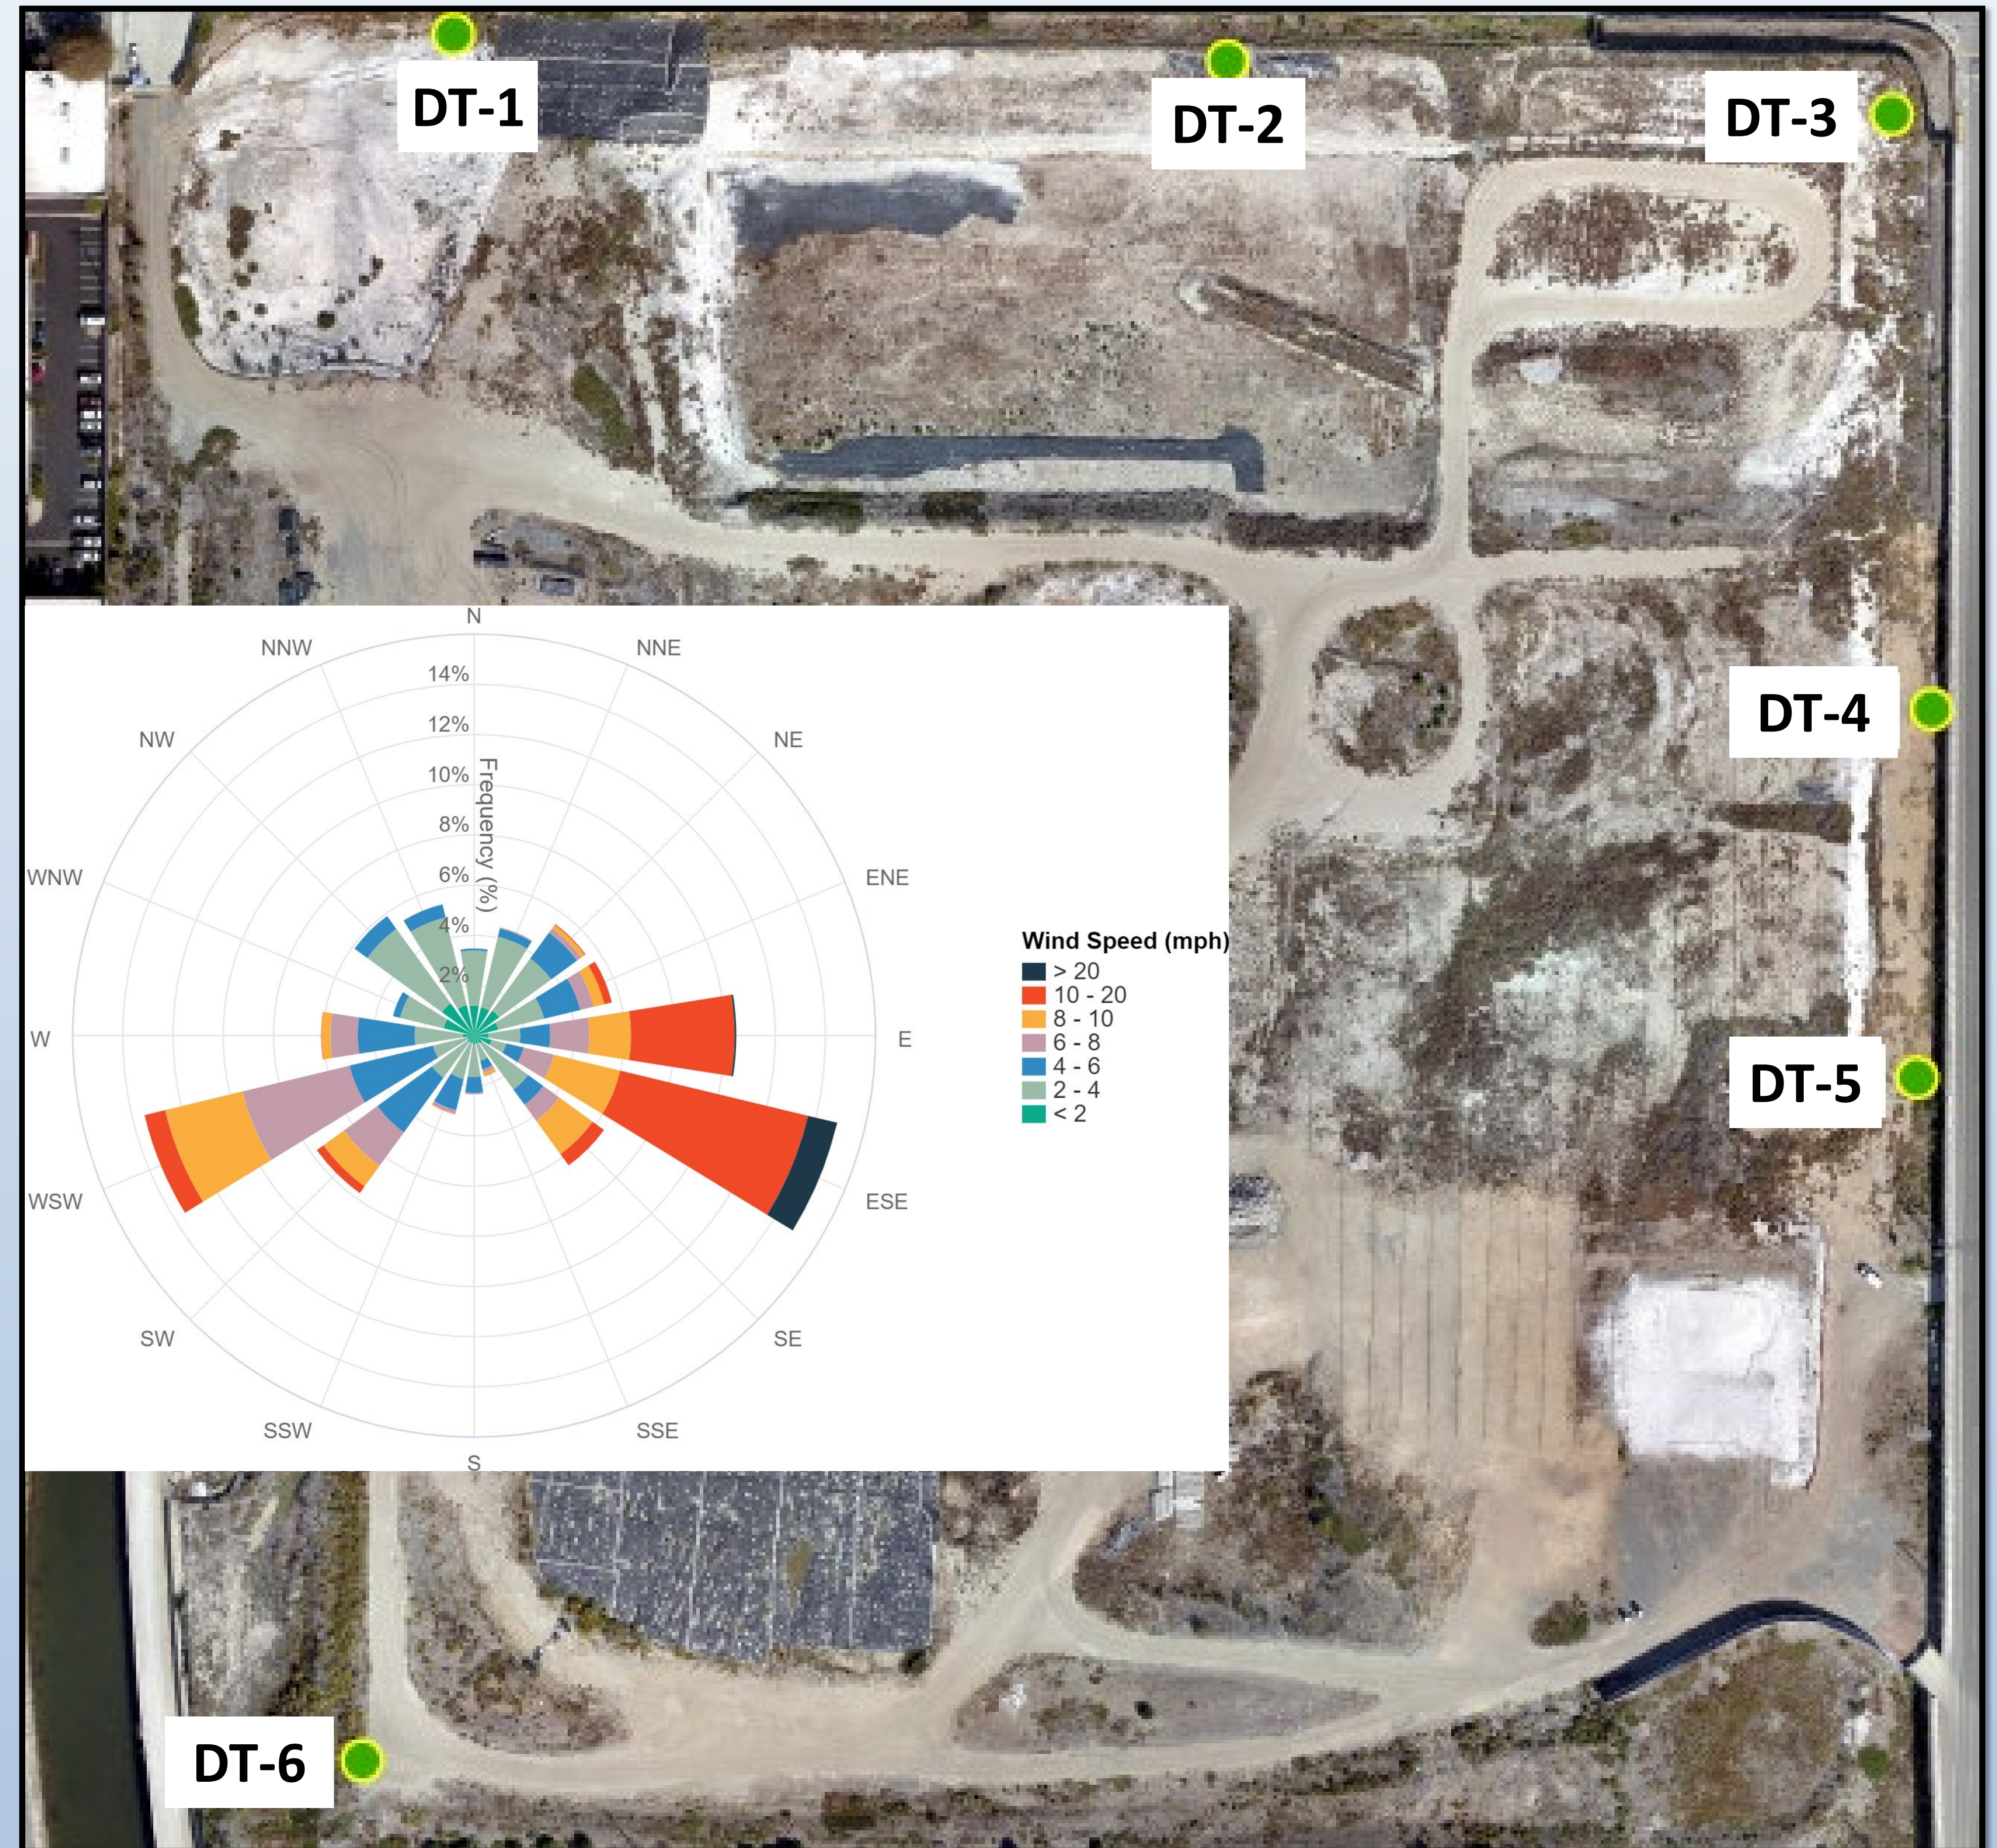 DT-1
DT-2
DT-3
DT-4
DT-5
DT-6
N
NNW
NNE
14%
12%
NW
NE
10%
Frequency (%)
8%
WNW
6%
ENE
4%
2%
W
E
WSW
ESE
SW
SE
SSW
SSE
S
Wind Speed (mph)
> 20
10 - 20
8 - 10
6 - 8
4 - 6
2 - 4
< 2